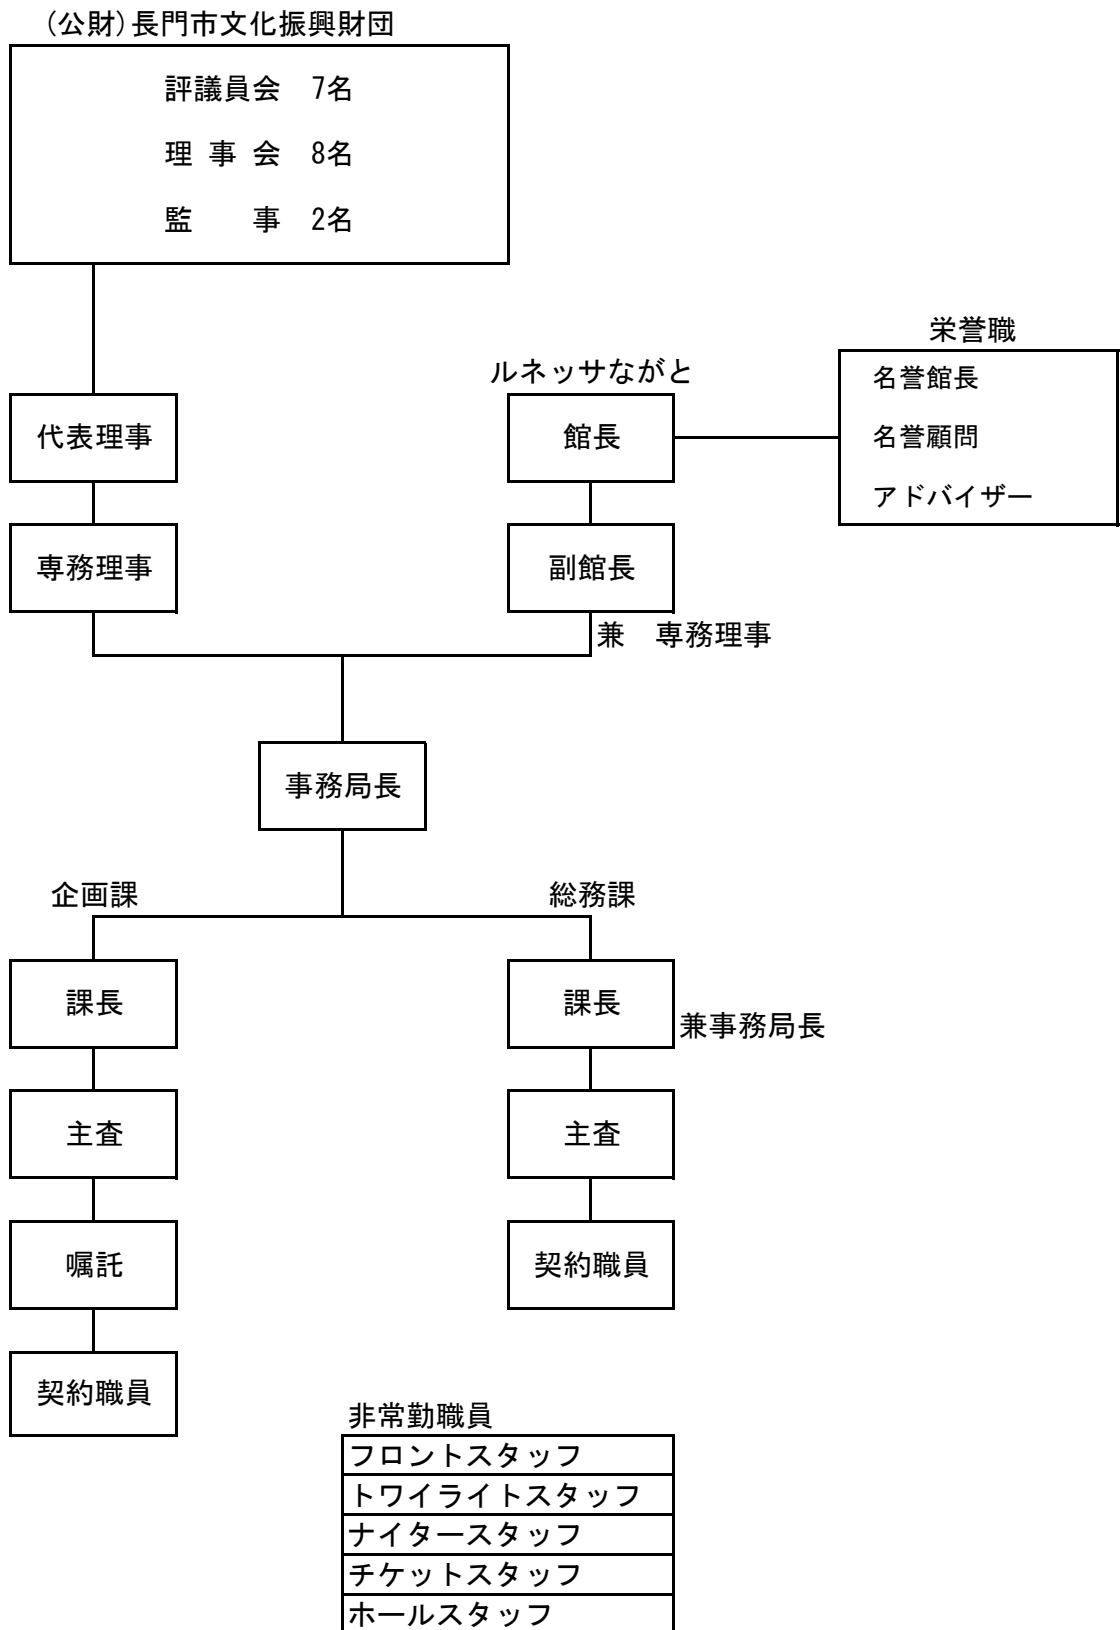 (公財)長門市文化振興財団
評議員会　7名
理 事 会　8名
監　　事　2名
栄誉職
名誉館長
名誉顧問
アドバイザー
ルネッサながと
代表理事
館長
専務理事
副館長
兼　専務理事
事務局長
企画課
総務課
課長
課長
兼事務局長
主査
主査
嘱託
契約職員
契約職員
非常勤職員
フロントスタッフ
トワイライトスタッフ
ナイタースタッフ
チケットスタッフ
ホールスタッフ